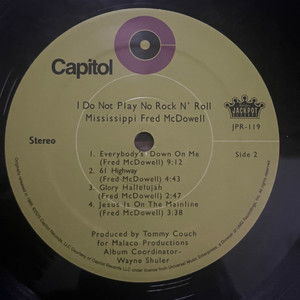 Capitol
I Do Not Play No Rock N' Roll
Mississippi Fred McDowell
JACKPOT
JPR-119
Stereo
Side 2
1. Everybody's Down On Me
(Fred McDowell) 9:12
2. 61 Highway
(Fred McDowell) 4:43
3. Glory Hallelujah
(Fred McDowell) 2:47
4. Jesus Is On The Mainline
(Fred McDowell) 3:38
Produced by Tommy Couch
for Malaco Productions
Album Coordinator-
Wayne Shuler